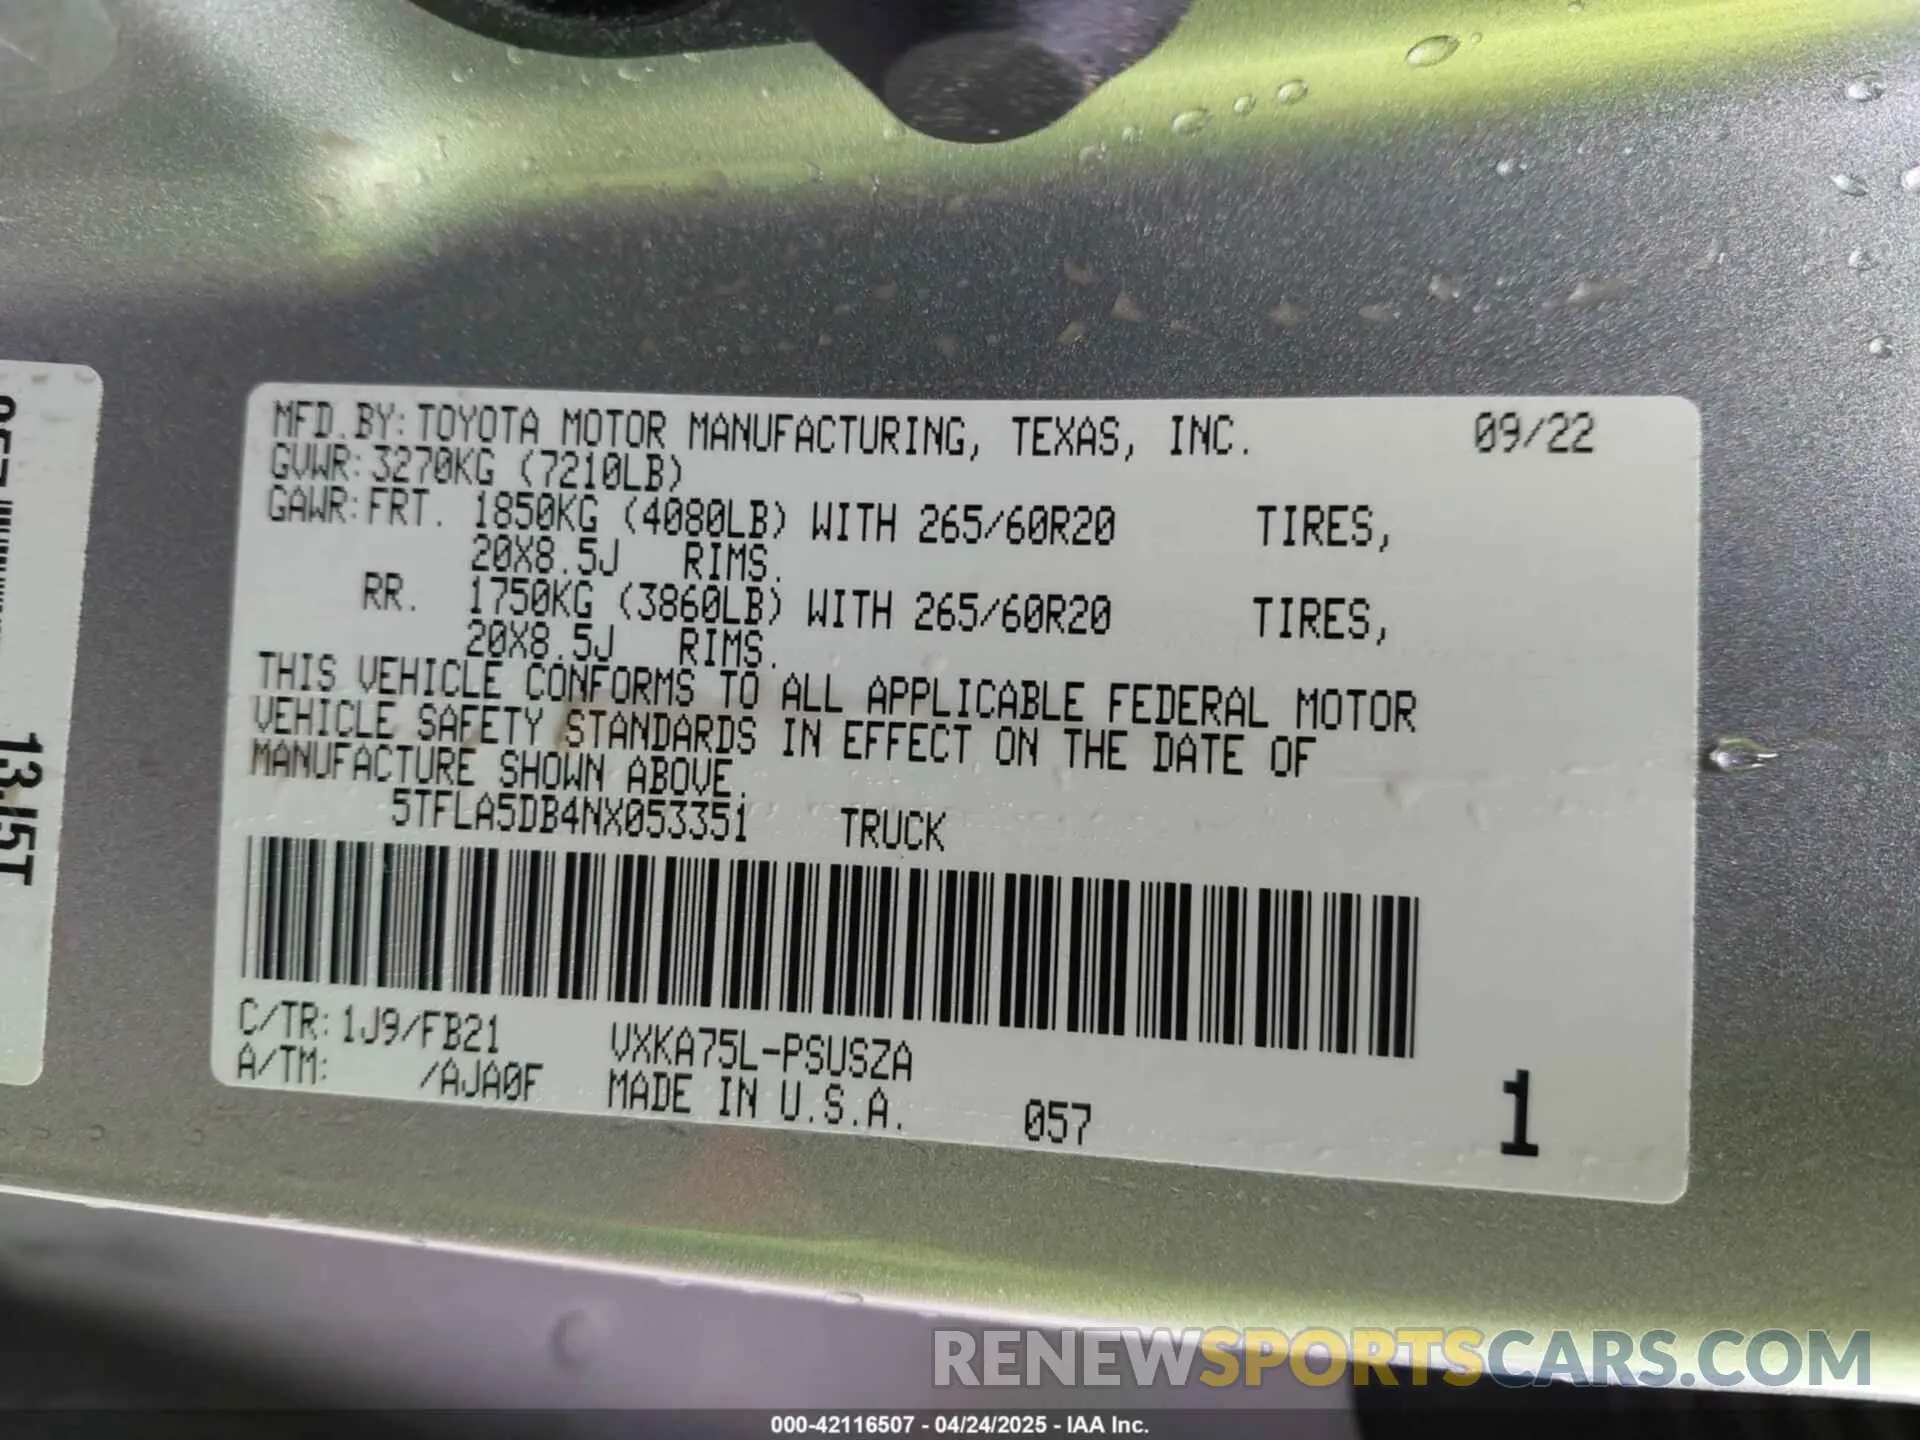 MFD.BY: TOYOTA MOTOR MANUFACTURING, TEXAS, INC. 09/22
GVWR: 3270KG (7210LB)
GAWR: FRT. 1850KG (4080LB) WITH 265/60R20 TIRES,
20X8.5J RIMS.
RR. 1750KG (3860LB) WITH 265/60R20 TIRES,
20X8.5J RIMS.
THIS VEHICLE CONFORMS TO ALL APPLICABLE FEDERAL MOTOR
VEHICLE SAFETY STANDARDS IN EFFECT ON THE DATE OF
MANUFACTURE SHOWN ABOVE.
5TFLA5DB4NX053351 TRUCK
C/TR: 1J9/FB21 VXKA75L-PSUSZA
A/TM: /AJA0F MADE IN U.S.A. 057 1
13J5T
RENEWSPORTSCARS.COM
000-42116507 - 04/24/2025 - IAA Inc.